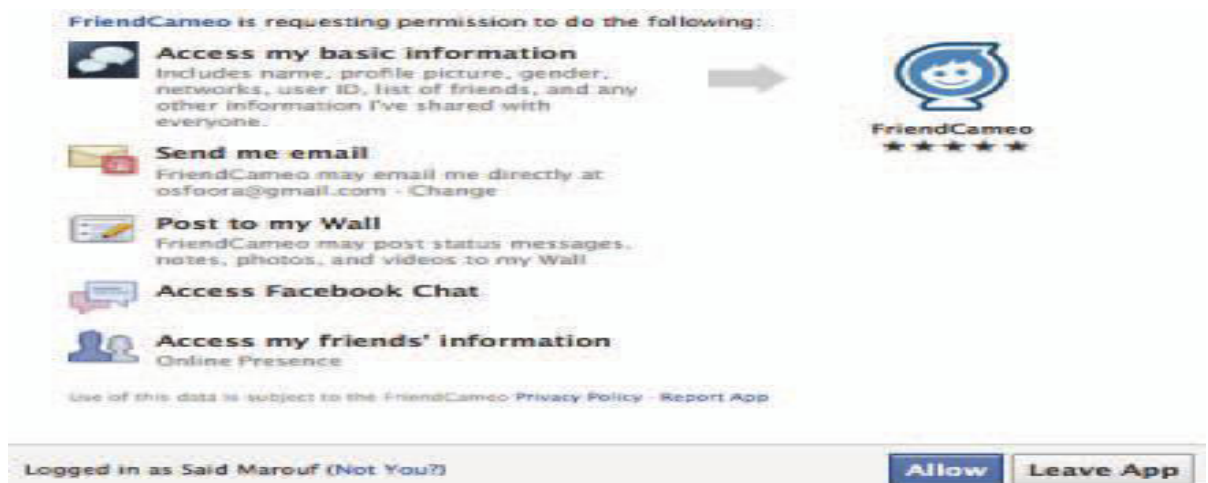 FriendCameo is requesting permission to do the following:
Access my basic information
Includes name, profile picture, gender,
networks, user ID, list of friends, and any
other information I've shared with
everyone.
FriendCameo
★★★★★
Send me email
FriendCameo may email me directly at
osfoora@gmail.com - Change
Post to my Wall
FriendCameo may post status messages,
notes, photos, and videos to my Wall
Access Facebook Chat
Access my friends' information
Online Presence
Use of this data is subject to the FriendCameo Privacy Policy - Report App
Logged in as Said Marouf (Not You?)
Allow
Leave App